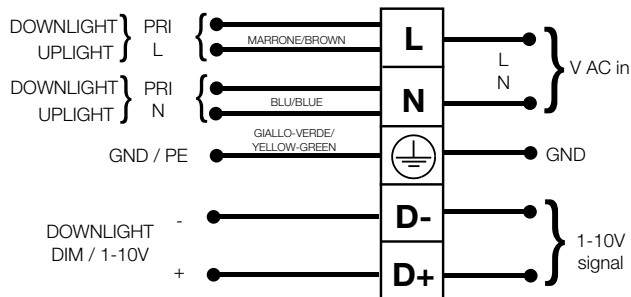 DOWNLIGHT } PRI { L
UPLIGHT L MARRONE/BROWN L V AC in
DOWNLIGHT } PRI { N N
UPLIGHT N BLU/BLUE
GIALLO-VERDE/
YELLOW-GREEN
GND / PE GND
- D-
DOWNLIGHT 1-10V
DIM / 1-10V signal
+ D+